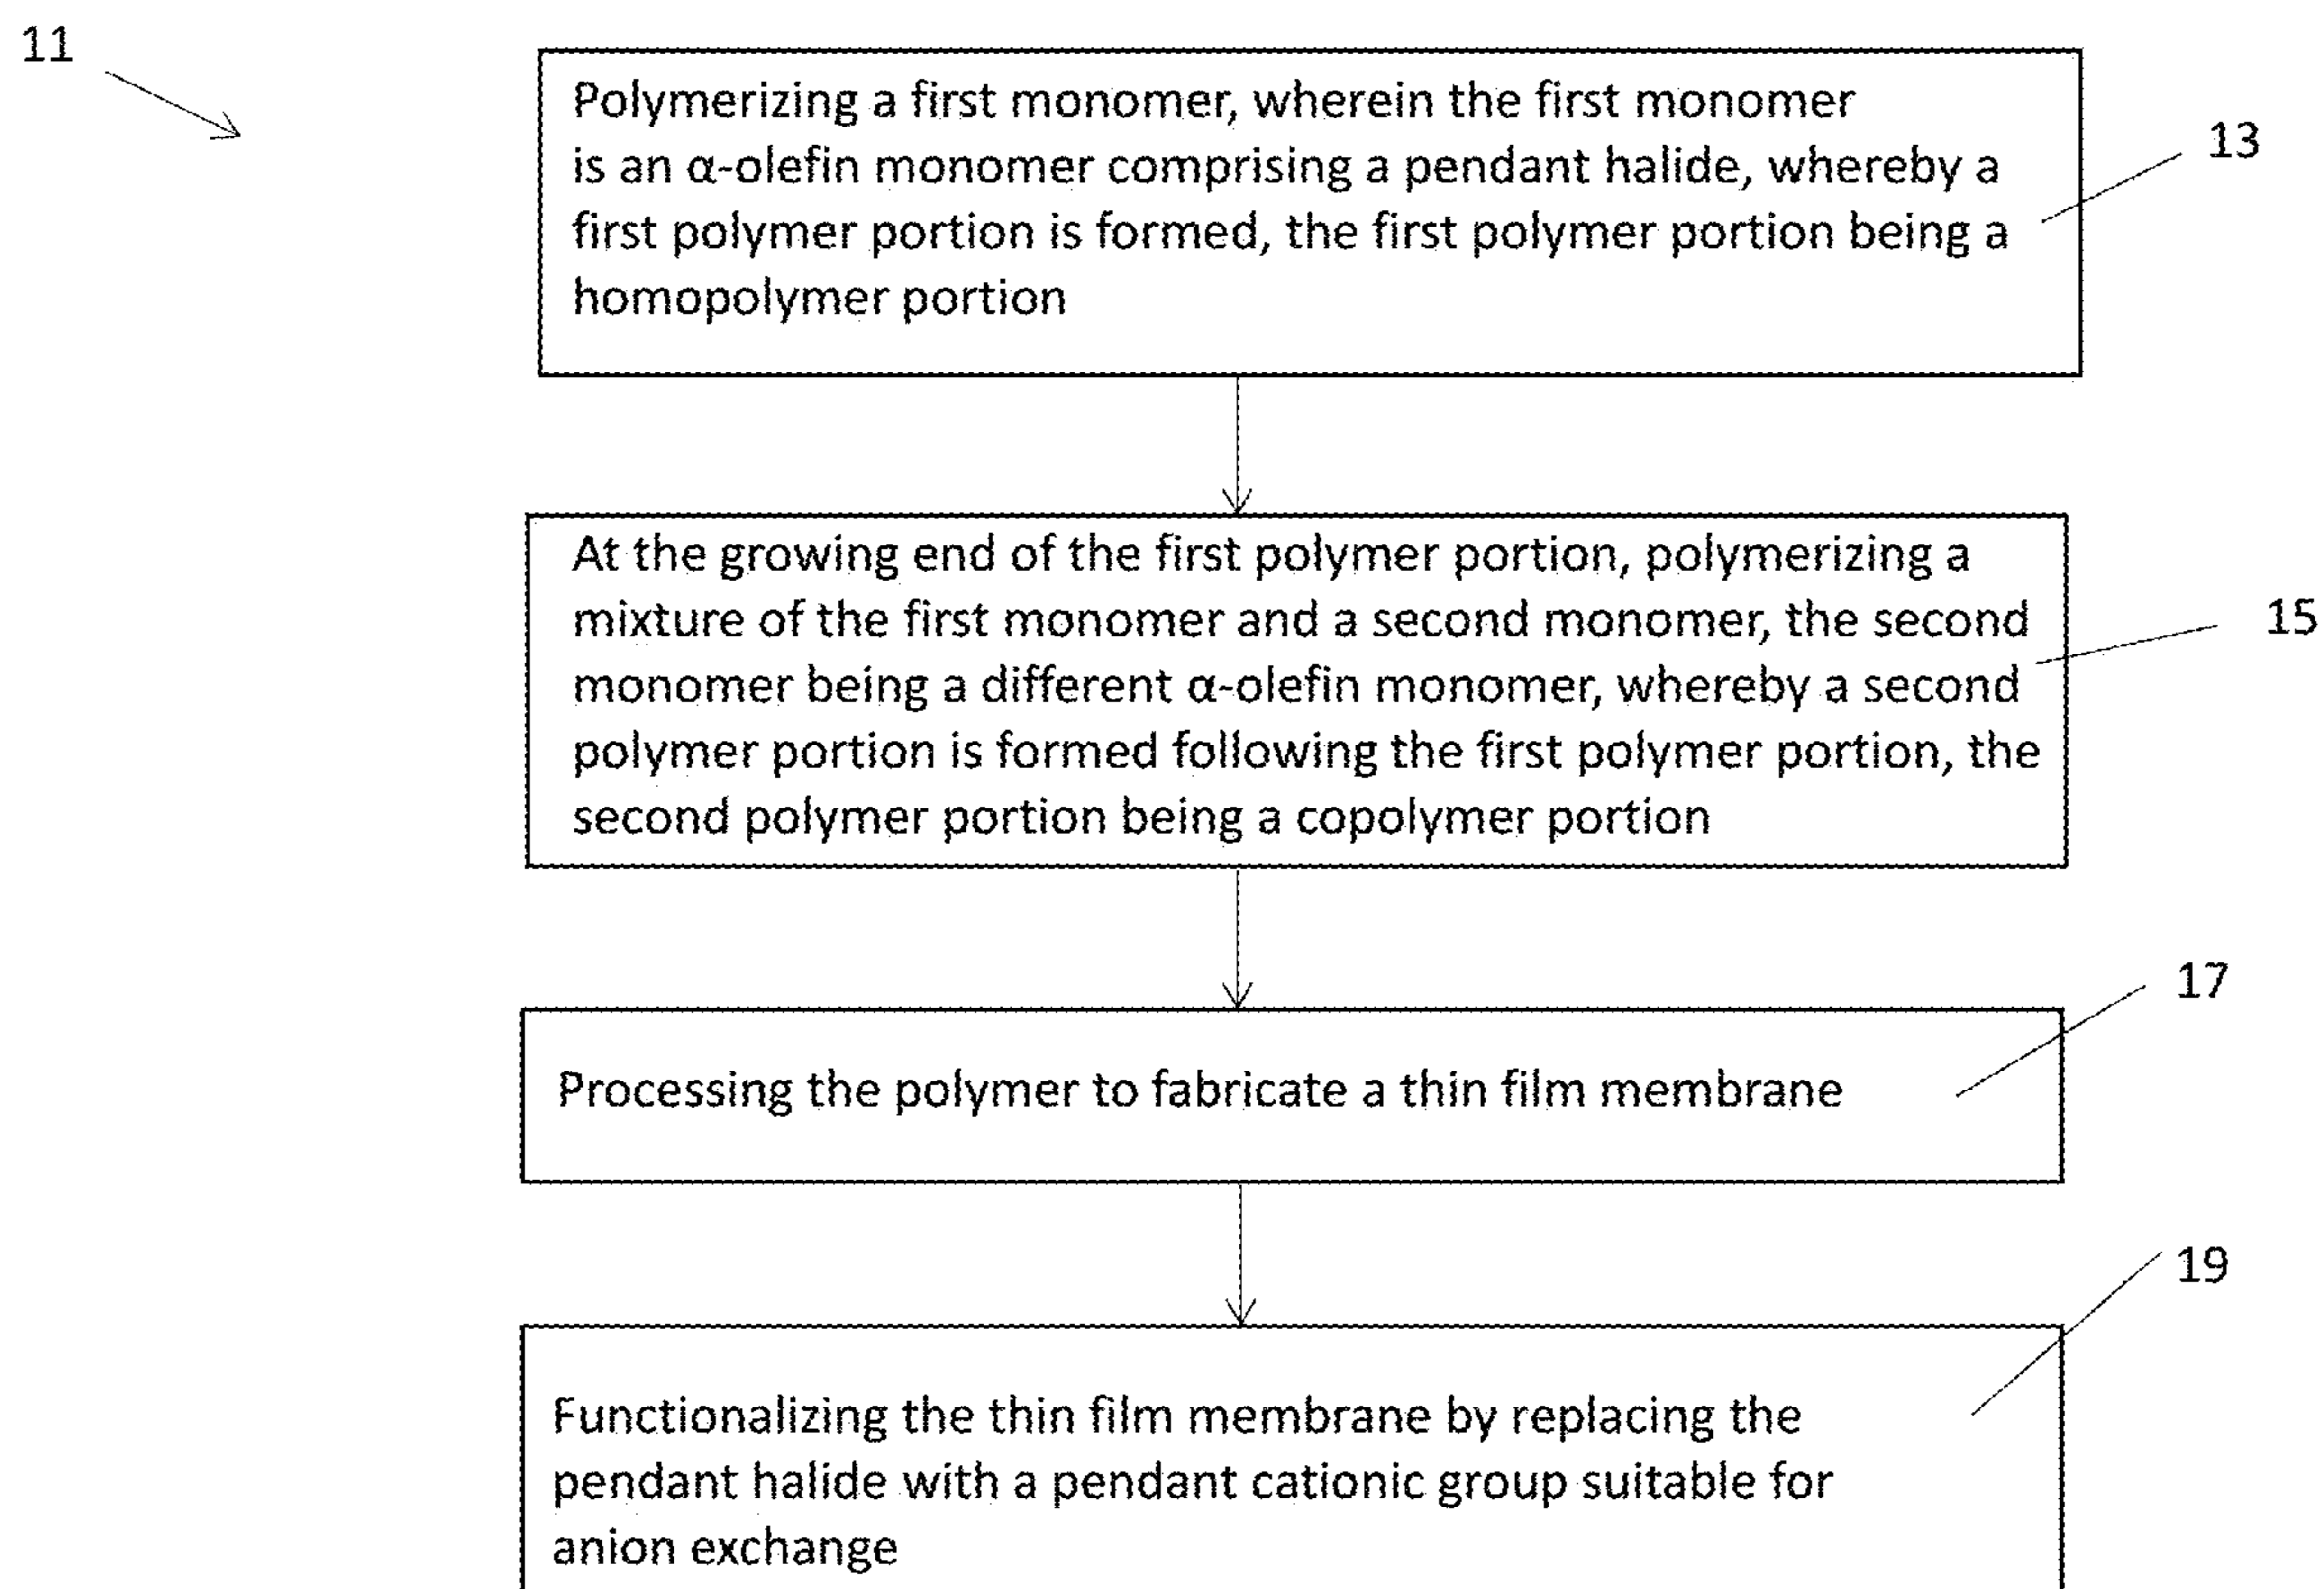 11
Polymerizing a first monomer, wherein the first monomer
is an α-olefin monomer comprising a pendant halide, whereby a
first polymer portion is formed, the first polymer portion being a
homopolymer portion
13
At the growing end of the first polymer portion, polymerizing a
mixture of the first monomer and a second monomer, the second
monomer being a different α-olefin monomer, whereby a second
polymer portion is formed following the first polymer portion, the
second polymer portion being a copolymer portion
15
Processing the polymer to fabricate a thin film membrane
17
Functionalizing the thin film membrane by replacing the
pendant halide with a pendant cationic group suitable for
anion exchange
19